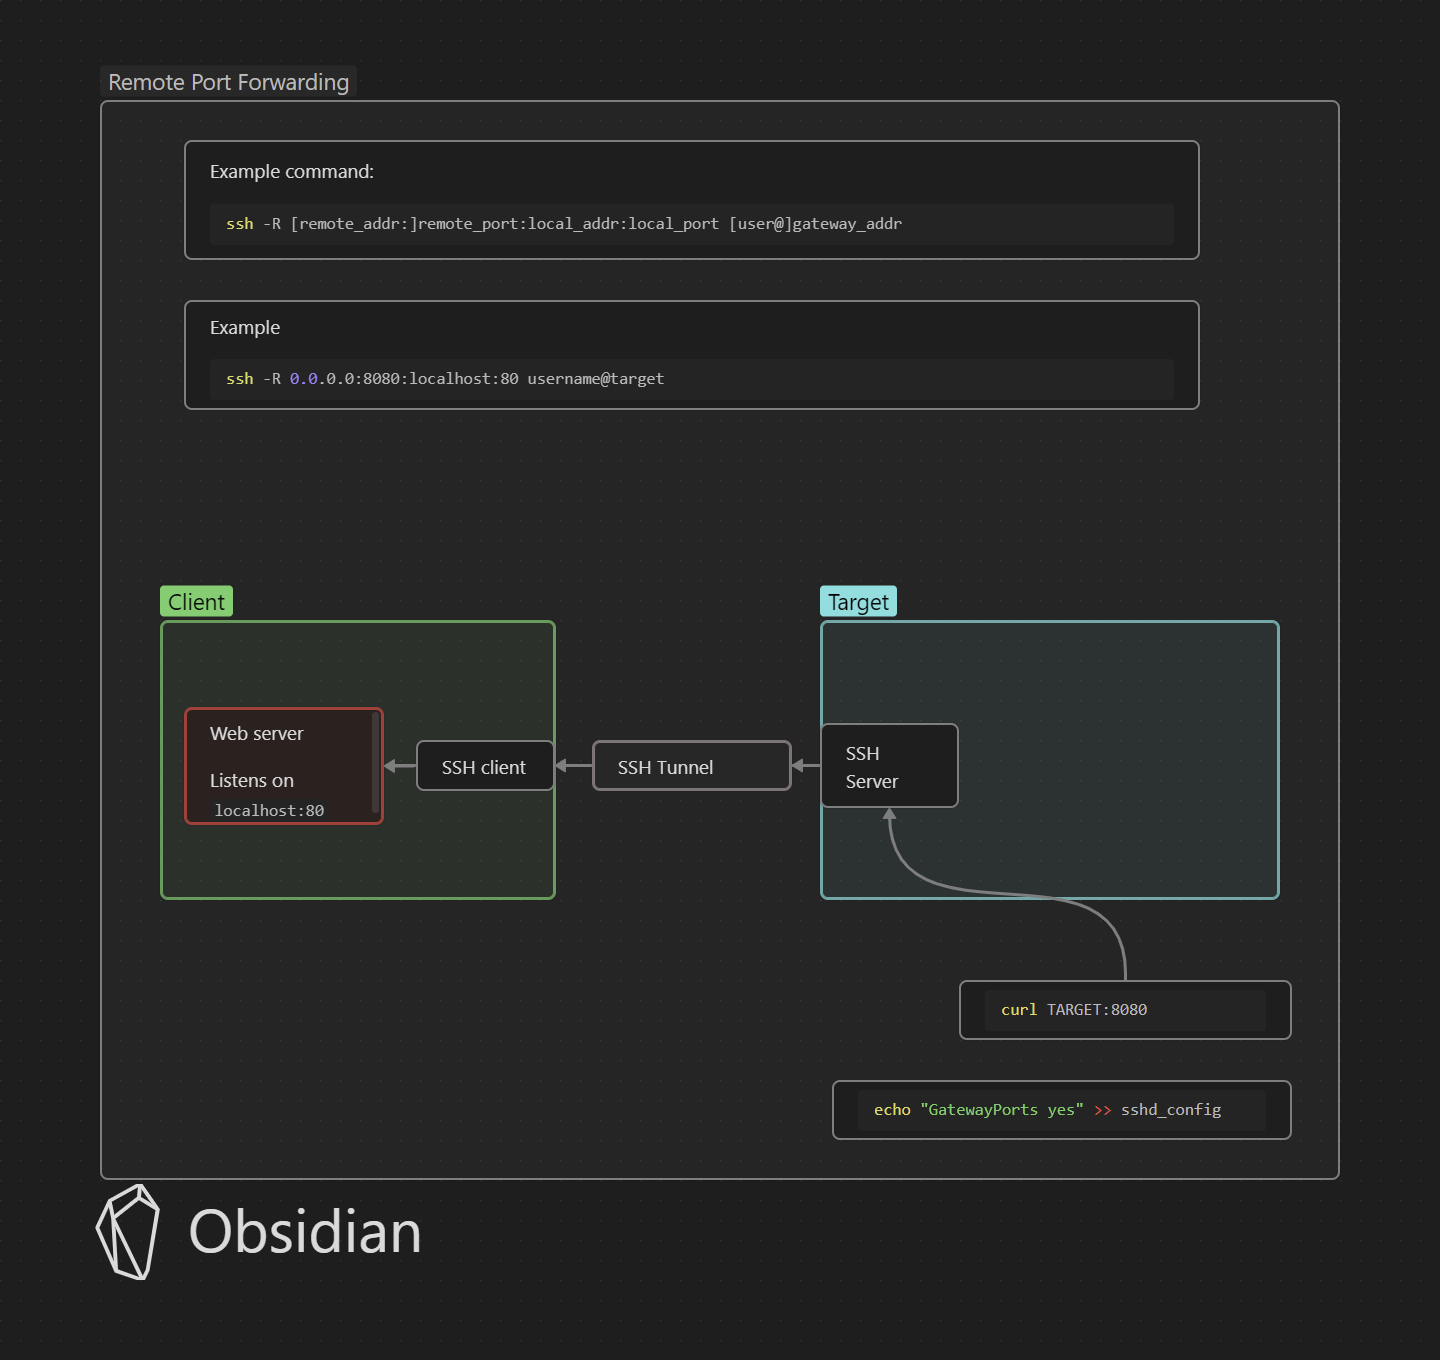 Remote Port Forwarding
Example command:
ssh -R [remote_addr:]remote_port:local_addr:local_port [user@]gateway_addr
Example
ssh -R 0.0.0.0:8080:localhost:80 username@target
Client
Target
Web server
Listens on
localhost:80
SSH client
SSH Tunnel
SSH
Server
curl TARGET:8080
echo "GatewayPorts yes" >> sshd_config
Obsidian